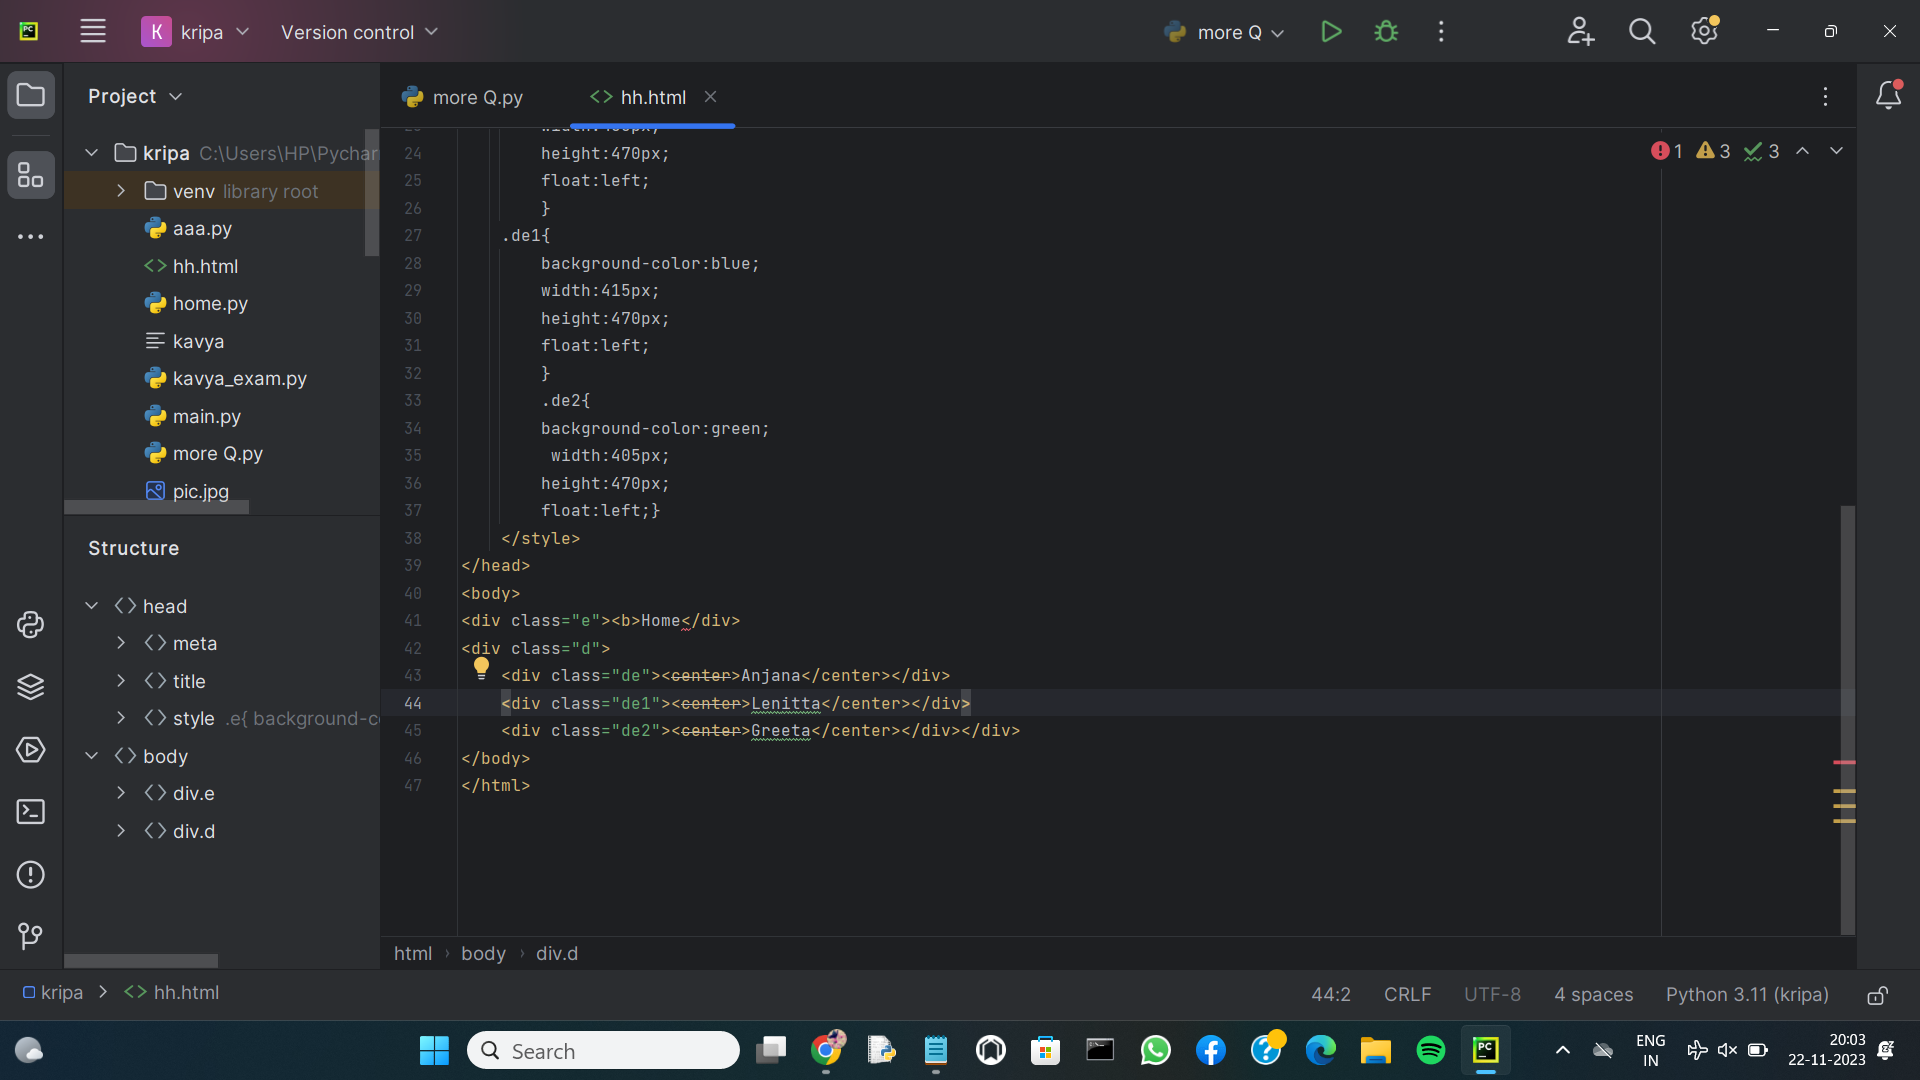 PC
K kripa
Version control
more Q
Project
more Q.py
hh.html
kripa C:\Users\HP\Pychar
venv library root
aaa.py
hh.html
home.py
kavya
kavya_exam.py
main.py
more Q.py
pic.jpg
1 3 3
24 height:470px;
25 float:left;
26 }
27 .de1{
28 background-color:blue;
29 width:415px;
30 height:470px;
31 float:left;
32 }
33 .de2{
34 background-color:green;
35 width:405px;
36 height:470px;
37 float:left;}
38 </style>
39 </head>
40 <body>
41 <div class="e"><b>Home</div>
42 <div class="d">
43 <div class="de"><center>Anjana</center></div>
44 <div class="de1"><center>Lenitta</center></div>
45 <div class="de2"><center>Greeta</center></div></div>
46 </body>
47 </html>
Structure
head
meta
title
style .e{ background-c
body
div.e
div.d
html › body › div.d
kripa > hh.html
44:2 CRLF UTF-8 4 spaces Python 3.11 (kripa)
Search
PC
ENG
IN
20:03
22-11-2023